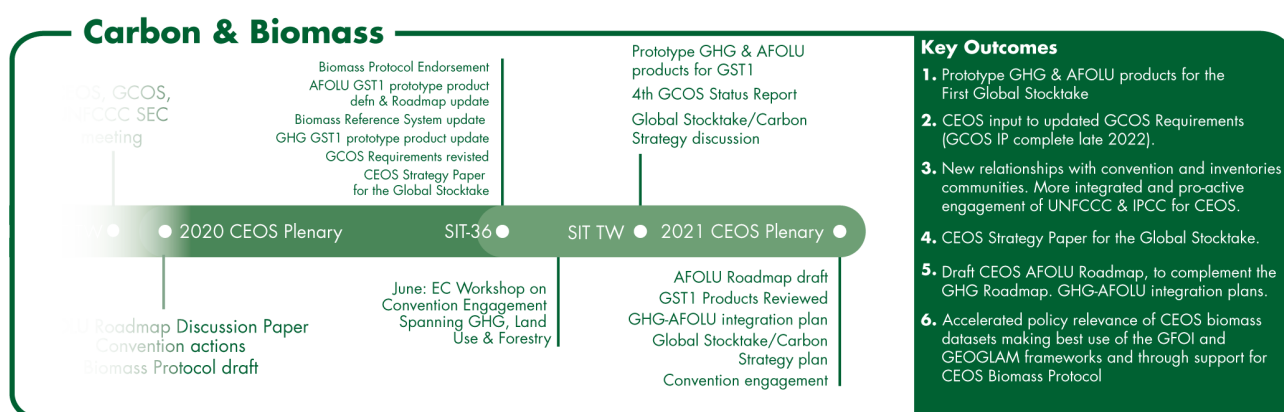 Carbon & Biomass
GCOS,
SEC
meeting
Biomass Protocol Endorsement
AFOLU GST1 prototype product
defn & Roadmap update
Biomass Reference System update
GHG GST1 prototype product update
GCOS Requirements revisted
CEOS Strategy Paper
for the Global Stocktake
Prototype GHG & AFOLU
products for GST1
4th GCOS Status Report
Global Stocktake/Carbon
Strategy discussion
2020 CEOS Plenary
SIT-36
SIT TW
2021 CEOS Plenary
Roadmap Discussion Paper
Convention actions
Biomass Protocol draft
June: EC Workshop on
Convention Engagement
Spanning GHG, Land
Use & Forestry
AFOLU Roadmap draft
GST1 Products Reviewed
GHG-AFOLU integration plan
Global Stocktake/Carbon
Strategy plan
Convention engagement
Key Outcomes
1. Prototype GHG & AFOLU products for the
First Global Stocktake
2. CEOS input to updated GCOS Requirements
(GCOS IP complete late 2022).
3. New relationships with convention and inventories
communities. More integrated and pro-active
engagement of UNFCCC & IPCC for CEOS.
4. CEOS Strategy Paper for the Global Stocktake.
5. Draft CEOS AFOLU Roadmap, to complement the
GHG Roadmap. GHG-AFOLU integration plans.
6. Accelerated policy relevance of CEOS biomass
datasets making best use of the GFOI and
GEOGLAM frameworks and through support for
CEOS Biomass Protocol